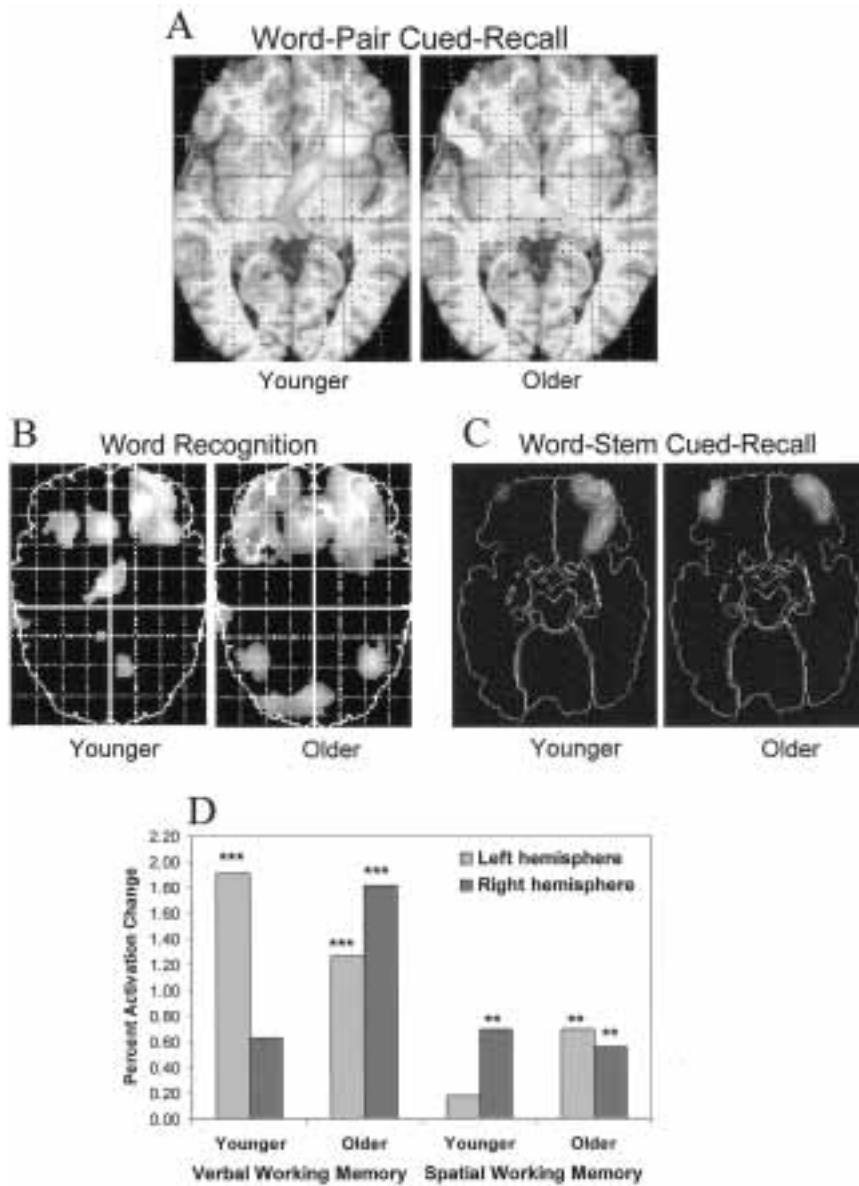 A
Word-Pair Cued-Recall
Younger
Older
B
Word Recognition
Younger
Older
C
Word-Stem Cued-Recall
Younger
Older
D
Percent Activation Change
2.20
2.00
1.80
1.60
1.40
1.20
1.00
0.80
0.60
0.40
0.20
0.00
Left hemisphere
Right hemisphere
***
***
***
**
**
**
Younger Older Younger Older
Verbal Working Memory Spatial Working Memory